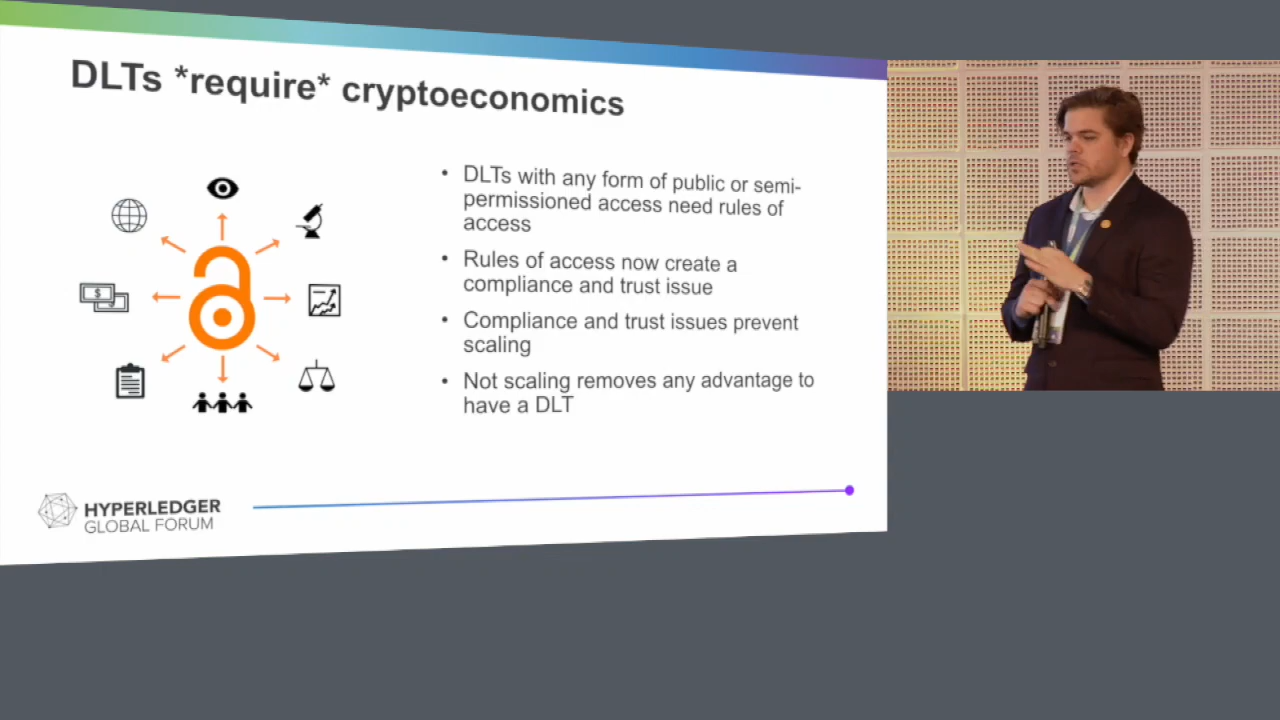 DLTs *require* cryptoeconomics
• DLTs with any form of public or semi-
permissioned access need rules of
access
• Rules of access now create a
compliance and trust issue
• Compliance and trust issues prevent
scaling
• Not scaling removes any advantage to
have a DLT
$
HYPERLEDGER
GLOBAL FORUM